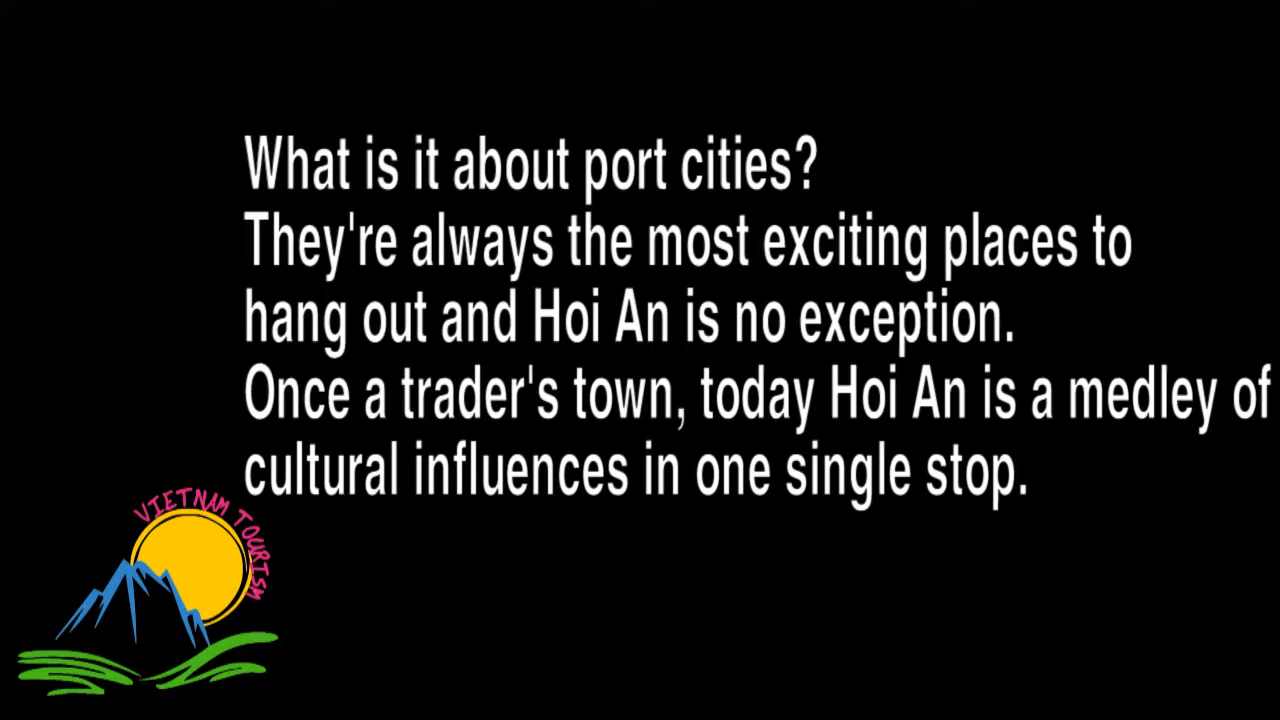 What is it about port cities?
They're always the most exciting places to
hang out and Hoi An is no exception.
Once a trader's town, today Hoi An is a medley of
cultural influences in one single stop.
VIETNAM TOURISM